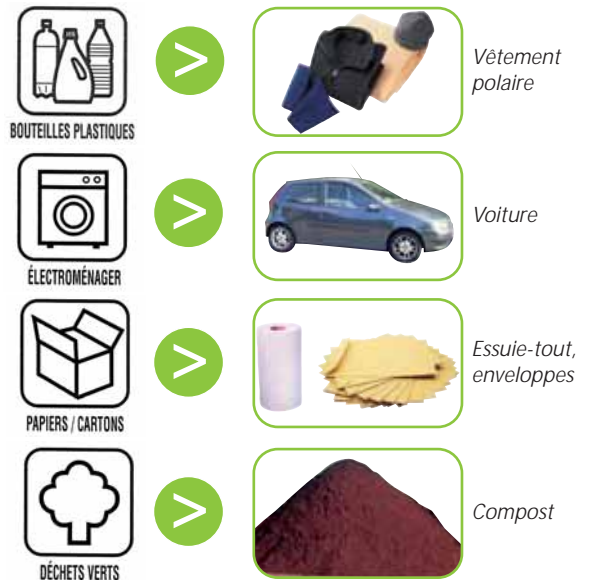 BOUTEILLES PLASTIQUES
>
Vêtement
polaire
ÉLECTROMÉNAGER
>
Voiture
PAPIERS / CARTONS
>
Essuie-tout,
enveloppes
DÉCHETS VERTS
>
Compost